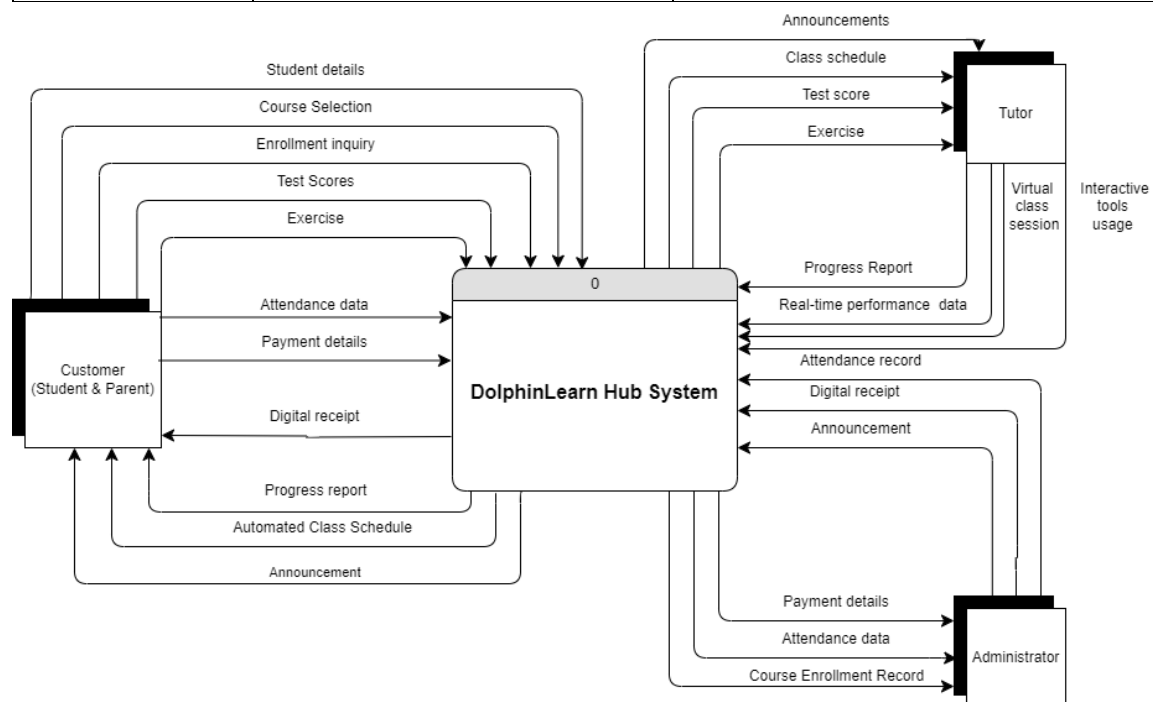 Announcements
Class schedule
Test score
Exercise
Tutor
Student details
Course Selection
Enrollment inquiry
Test Scores
Exercise
Virtual
class
session
Interactive
tools
usage
0
Progress Report
Real-time performance data
Attendance record
Digital receipt
Announcement
Attendance data
Payment details
Customer
(Student & Parent)
DolphinLearn Hub System
Digital receipt
Progress report
Automated Class Schedule
Announcement
Payment details
Attendance data
Course Enrollment Record
Administrator